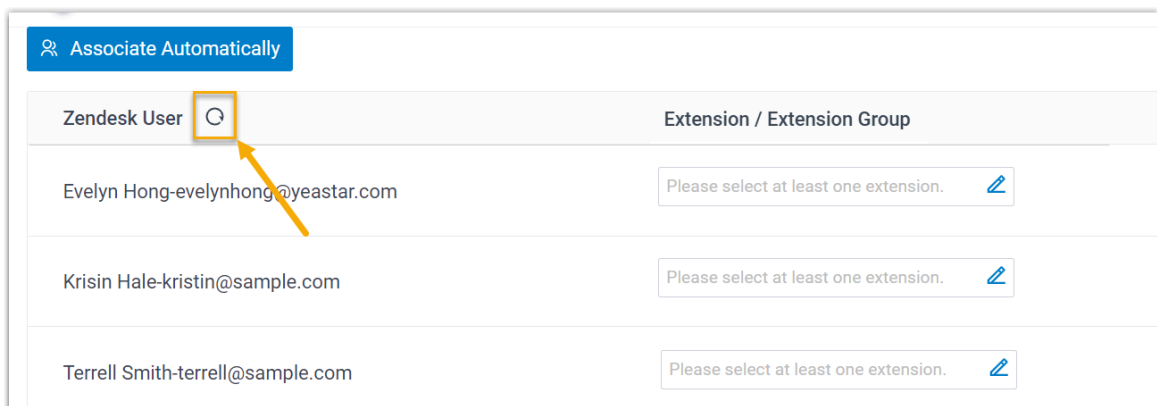 Associate Automatically
Zendesk User Extension / Extension Group
Evelyn Hong-evelynhong@yeastar.com Please select at least one extension.
Krisin Hale-kristin@sample.com Please select at least one extension.
Terrell Smith-terrell@sample.com Please select at least one extension.